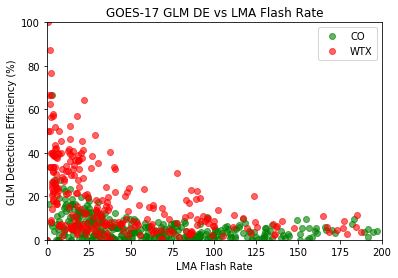 GOES-17 GLM DE vs LMA Flash Rate
CO
WTX
GLM Detection Efficiency (%)
100
80
60
40
20
0
0 25 50 75 100 125 150 175 200
LMA Flash Rate